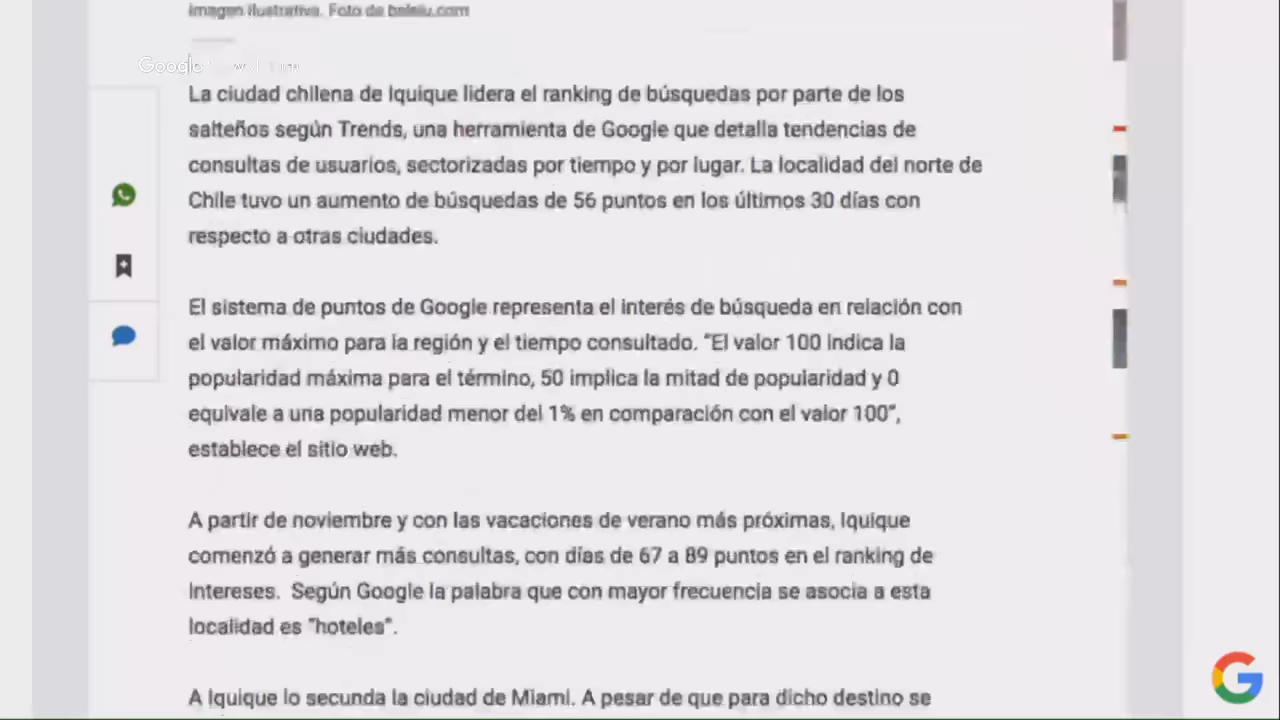 imagen ilustrativa. Foto de
La ciudad chilena de Iquique lidera el ranking de búsquedas por parte de los
salteños según Trends, una herramienta de Google que detalla tendencias de
consultas de usuarios, sectorizadas por tiempo y por lugar. La localidad del norte de
Chile tuvo un aumento de búsquedas de 56 puntos en los últimos 30 días con
respecto a otras ciudades.
El sistema de puntos de Google representa el interés de búsqueda en relación con
el valor máximo para la región y el tiempo consultado. "El valor 100 indica la
popularidad máxima para el término, 50 implica la mitad de popularidad y 0
equivale a una popularidad menor del 1% en comparación con el valor 100",
establece el sitio web.
A partir de noviembre y con las vacaciones de verano más próximas, Iquique
comenzó a generar más consultas, con días de 67 a 89 puntos en el ranking de
intereses. Según Google la palabra que con mayor frecuencia se asocia a esta
localidad es "hoteles".
A Iquique lo secunda la ciudad de Miami. A pesar de que para dicho destino se
Google